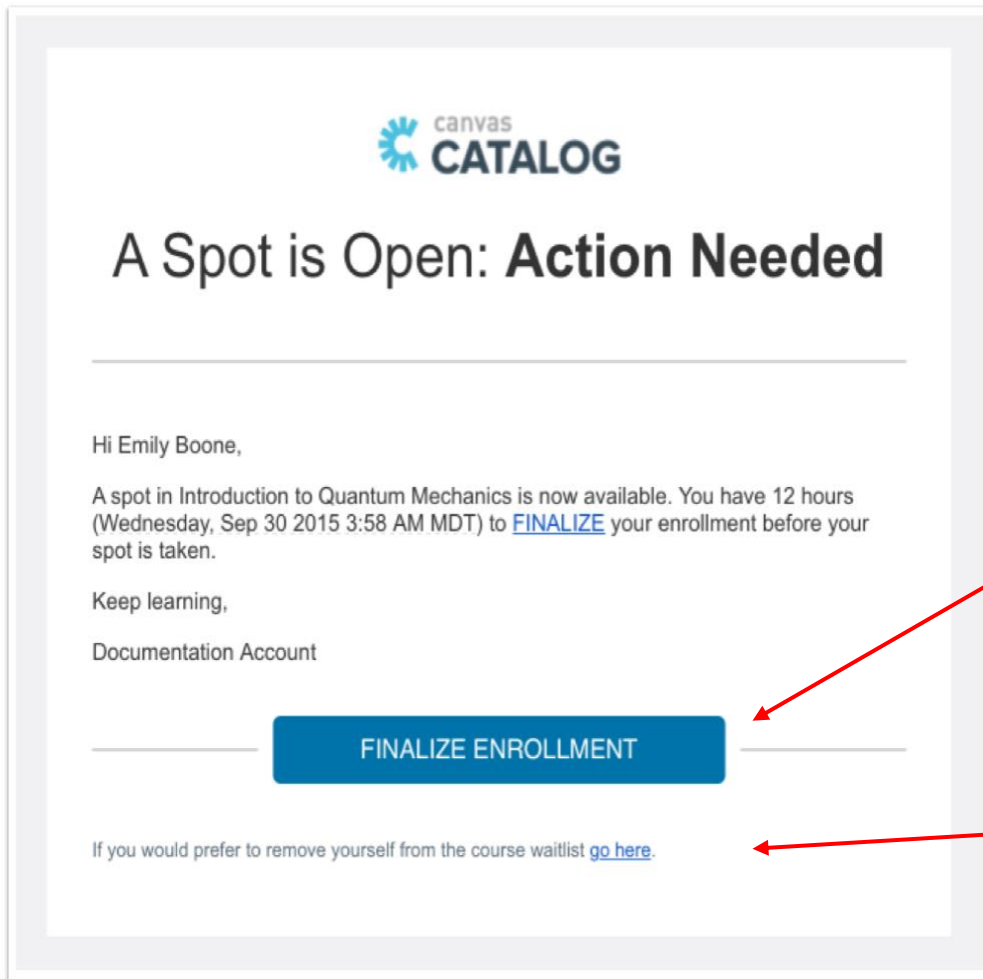 canvas
CATALOG
A Spot is Open: Action Needed
Hi Emily Boone,
A spot in Introduction to Quantum Mechanics is now available. You have 12 hours
(Wednesday, Sep 30 2015 3:58 AM MDT) to FINALIZE your enrollment before your
spot is taken.
Keep learning,
Documentation Account
FINALIZE ENROLLMENT
If you would prefer to remove yourself from the course waitlist go here.